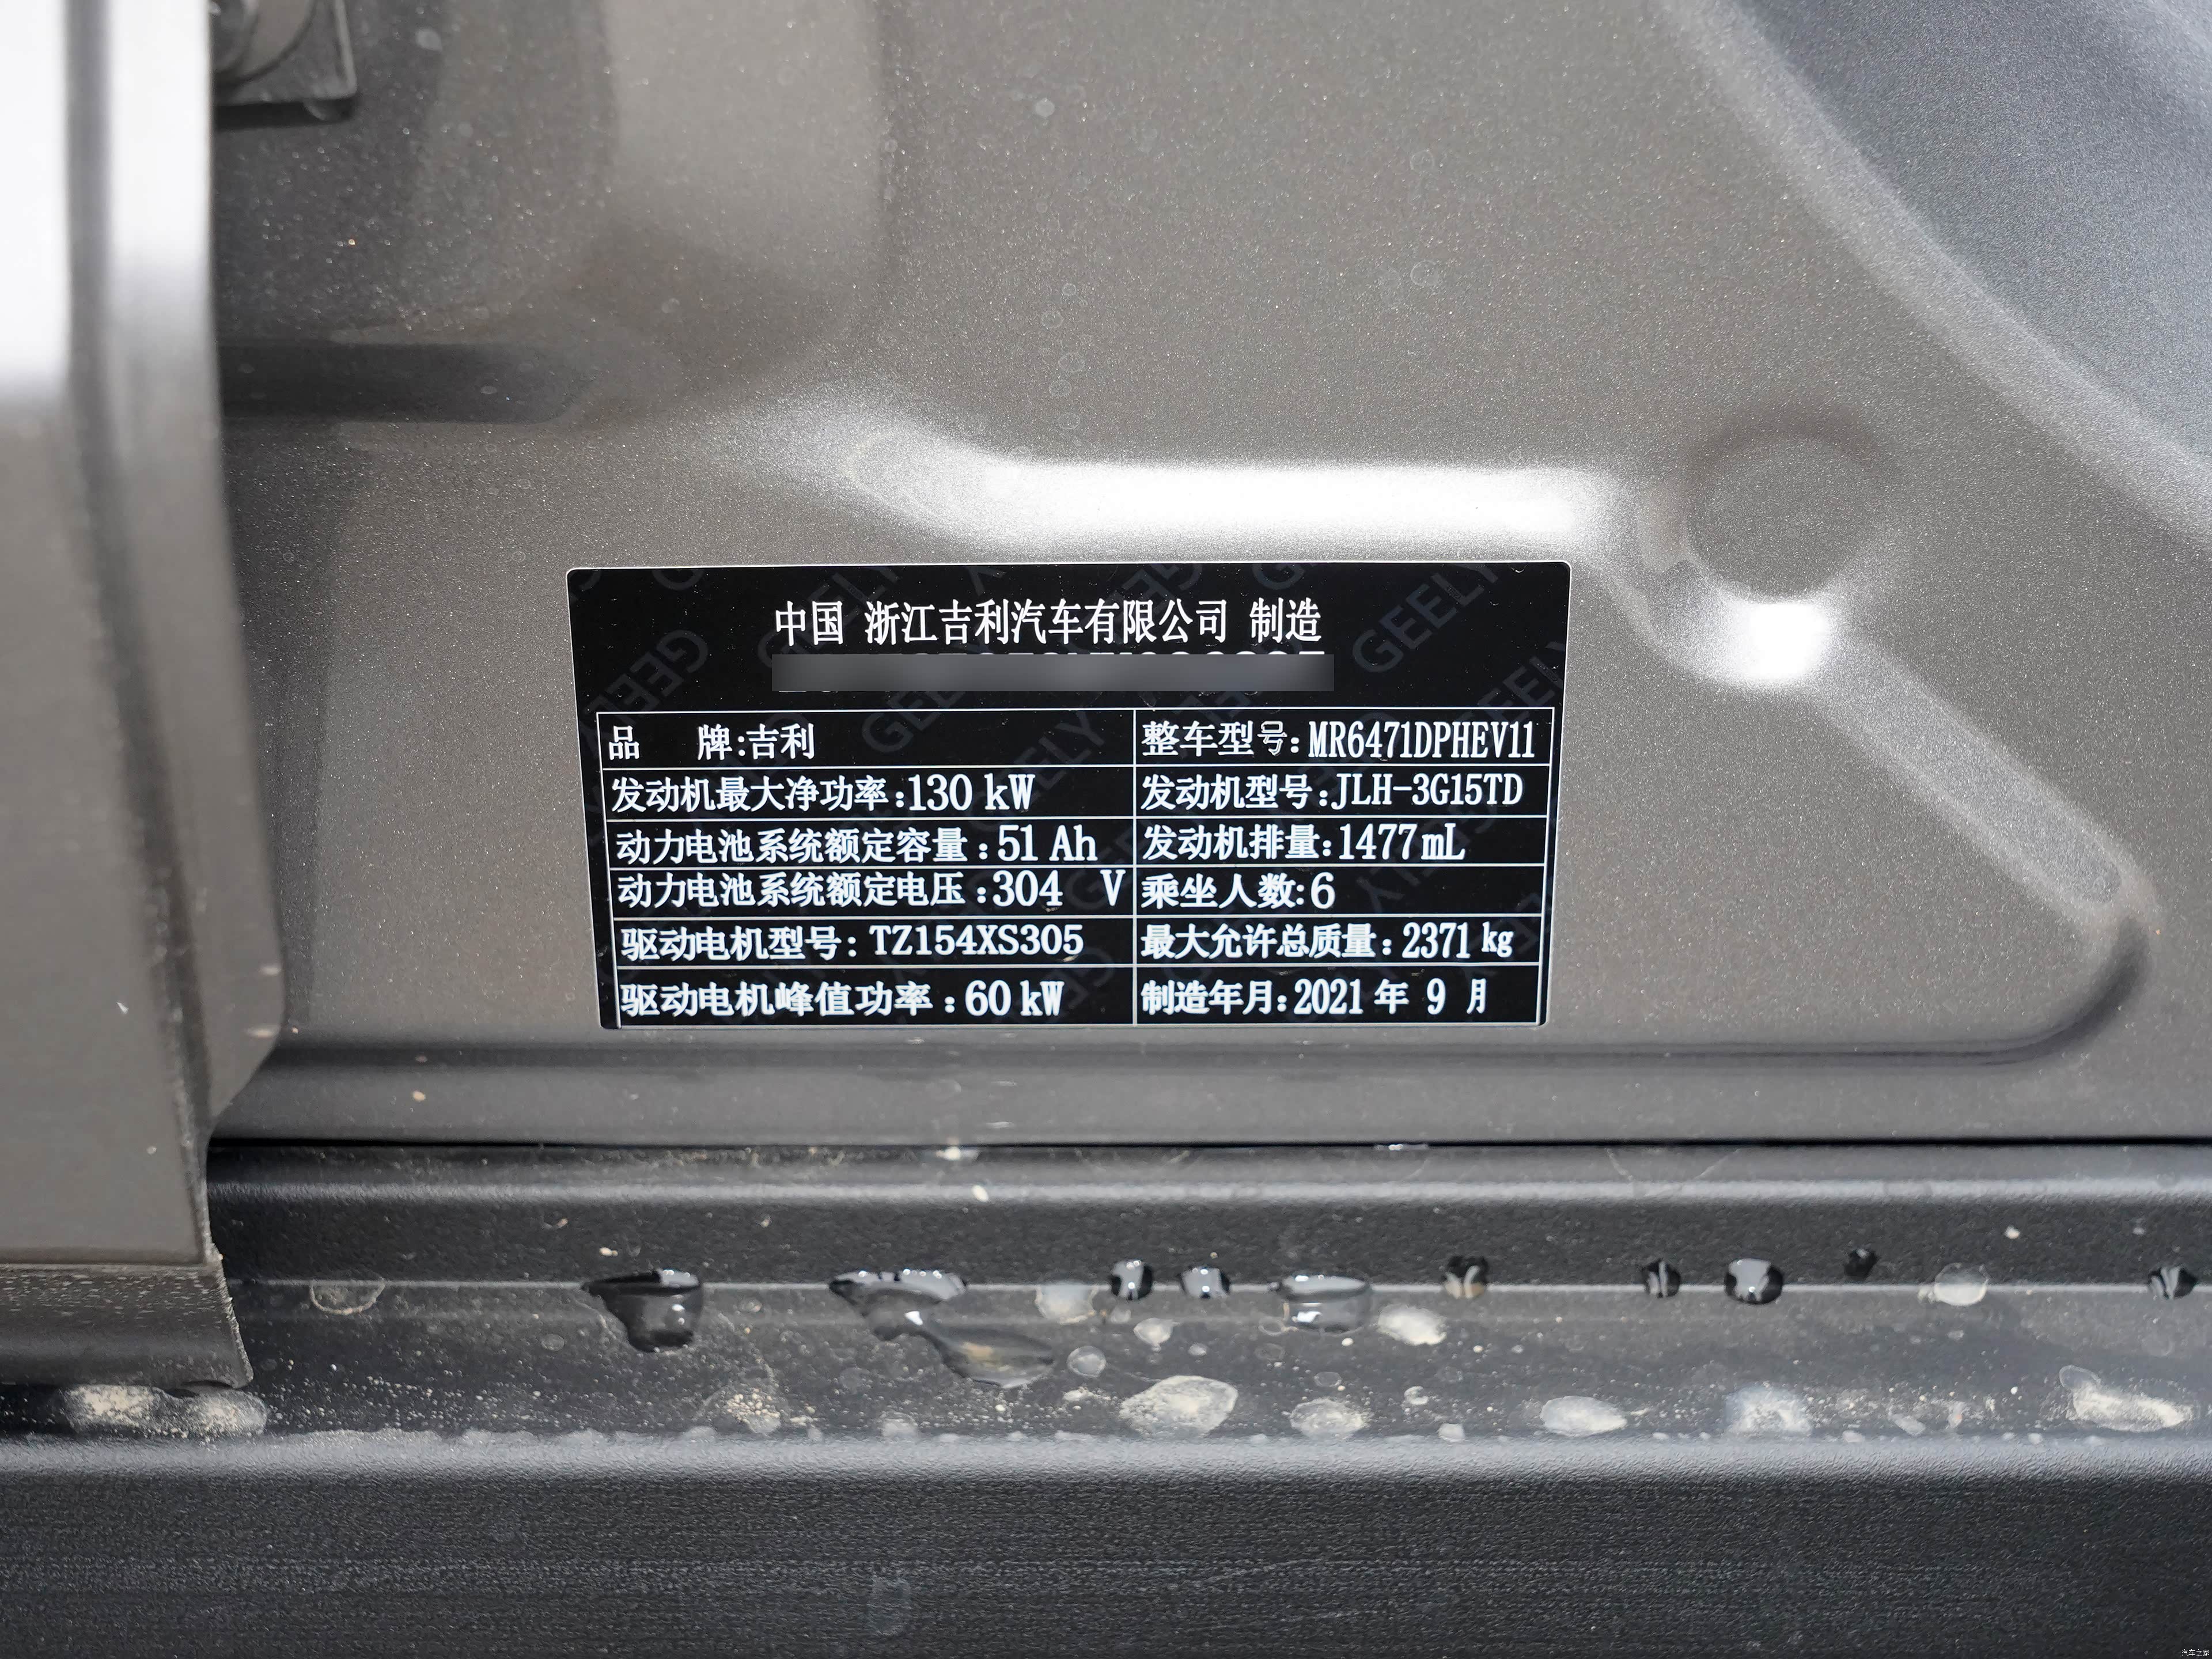 中国 浙江吉利汽车有限公司 制造
品 牌:吉利 整车型号:MR6471DPHEV11
发动机最大净功率:130 kW 发动机型号:JLH-3G15TD
动力电池系统额定容量:51 Ah 发动机排量:1477mL
动力电池系统额定电压:304 V 乘坐人数:6
驱动电机型号:TZ154XS305 最大允许总质量:2371 kg
驱动电机峰值功率:60 kW 制造年月:2021 年 9 月
汽车之家